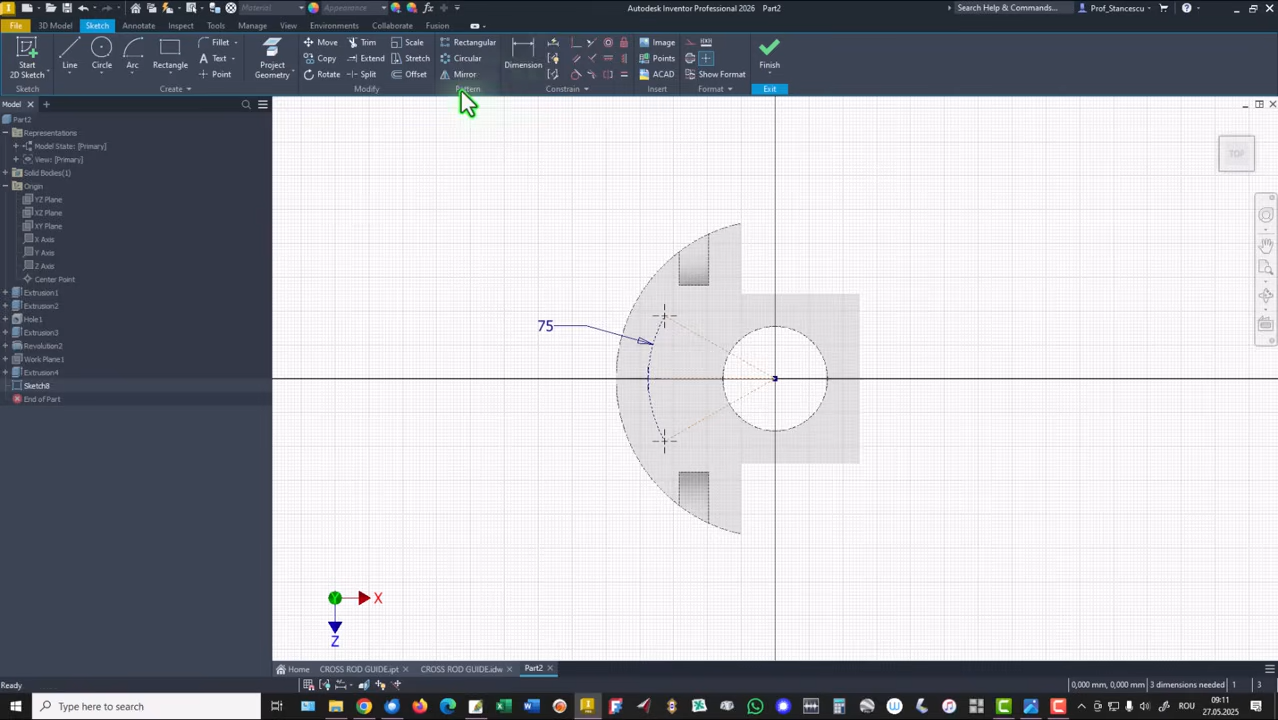 Material
Appearance
Autodesk Inventor Professional 2026 Part2
Search Help & Commands...
Prof_Stancescu
File 3D Model Sketch Annotate Inspect Tools Manage View Environments Get Started Collaborate Fusion
Start
2D Sketch
Line
Circle
Arc
Rectangle
Fillet
Text
Point
Project
Geometry
Move
Copy
Rotate
Trim
Extend
Split
Scale
Stretch
Offset
Rectangular
Circular
Mirror
Dimension
Image
Points
ACAD
Show Format
Finish
Sketch
Create
Modify
Pattern
Constrain
Insert
Format
Exit
Model
Part2
Representations
Model State: [Primary]
View: [Primary]
Solid Bodies(1)
Origin
YZ Plane
XZ Plane
XY Plane
X Axis
Y Axis
Z Axis
Center Point
Extrusion1
Extrusion2
Hole1
Extrusion3
Revolution2
Work Plane1
Extrusion4
Sketch8
End of Part
TOP
75
X
Z
Home CROSS ROD GUIDE.ipt CROSS ROD GUIDE.idw Part2
Ready
0,000 mm, 0,000 mm 3 dimensions needed 1 3
Type here to search
ROU
09:11
27.05.2025